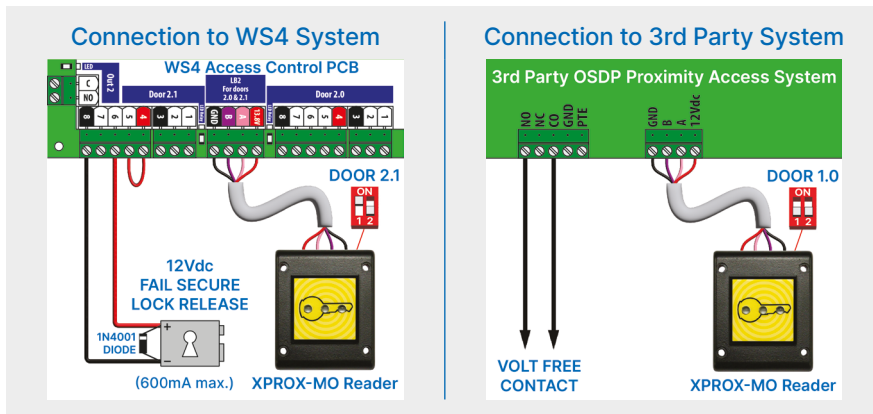 Connection to WS4 System
WS4 Access Control PCB
LED
C
NO
Out 2
Door 2.1
LB2
For doors
2.0 & 2.1
Door 2.0
8 7 6 5 4 3 2 1 GND B A 13.8V 8 7 6 5 4 3 2 1
DOOR 2.1
ON
1 2
12Vdc
FAIL SECURE
LOCK RELEASE
+
1N4001
DIODE
–
(600mA max.)
XPROX-MO Reader
Connection to 3rd Party System
3rd Party OSDP Proximity Access System
NO NC CO GND PTE
GND B A 12Vdc
DOOR 1.0
ON
1 2
VOLT FREE
CONTACT
XPROX-MO Reader